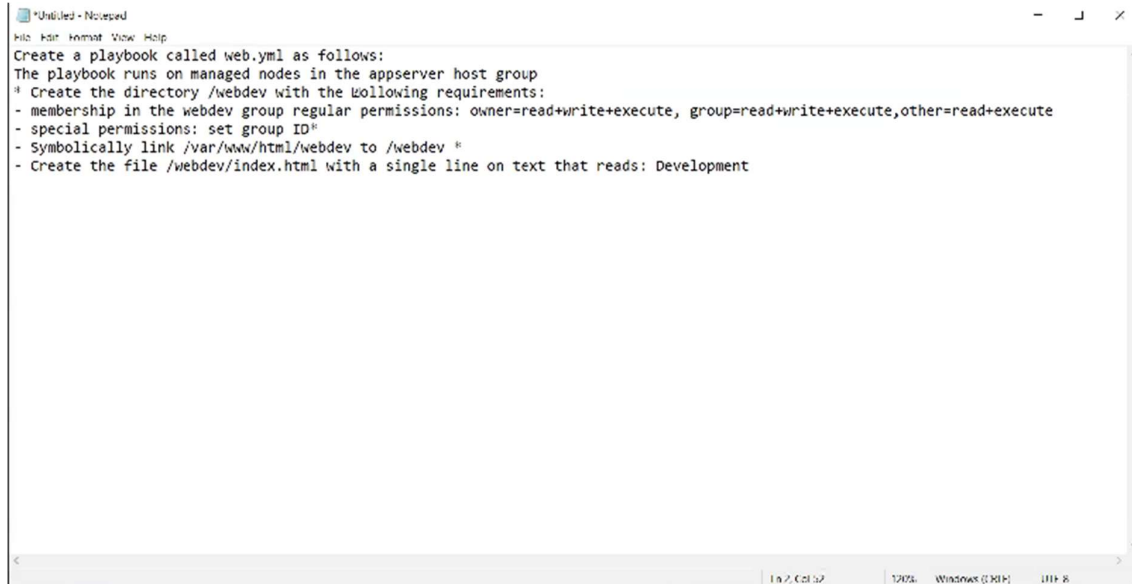 *Untitled - Notepad
File Edit Format View Help
Create a playbook called web.yml as follows:
The playbook runs on managed nodes in the appserver host group
* Create the directory /webdev with the following requirements:
- membership in the webdev group regular permissions: owner=read+write+execute, group=read+write+execute,other=read+execute
- special permissions: set group ID*
- Symbolically link /var/www/html/webdev to /webdev *
- Create the file /webdev/index.html with a single line on text that reads: Development
Ln 2, Col 52 120% Windows (CRLF) UTF-8